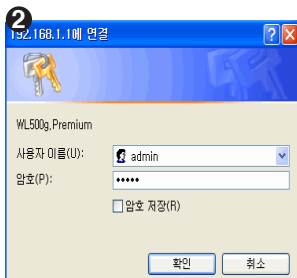 2
192.168.1.1에 연결
WL500g.Premium
사용자 이름(U): admin
암호(P): •••••
암호 저장(R)
확인 취소